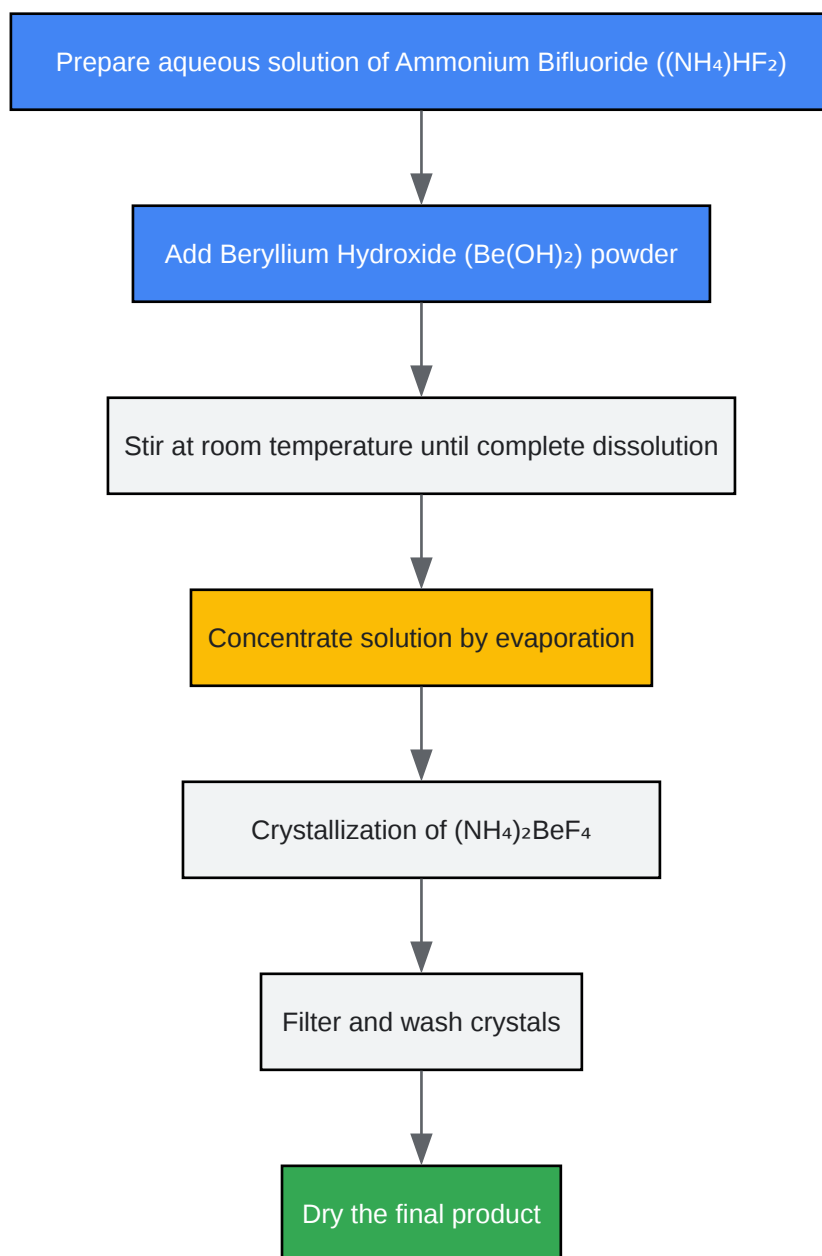 Prepare aqueous solution of Ammonium Bifluoride ((NH₄)HF₂)
Add Beryllium Hydroxide (Be(OH)₂) powder
Stir at room temperature until complete dissolution
Concentrate solution by evaporation
Crystallization of (NH₄)₂BeF₄
Filter and wash crystals
Dry the final product